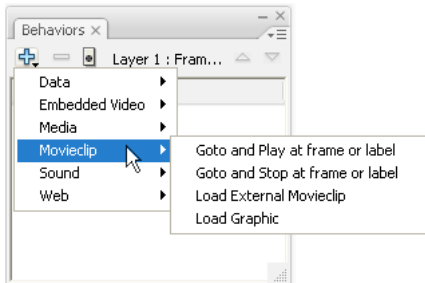 Behaviors ×
Layer 1 : Fram...
Data
Embedded Video
Media
Movieclip
Goto and Play at frame or label
Sound
Goto and Stop at frame or label
Web
Load External Movieclip
Load Graphic